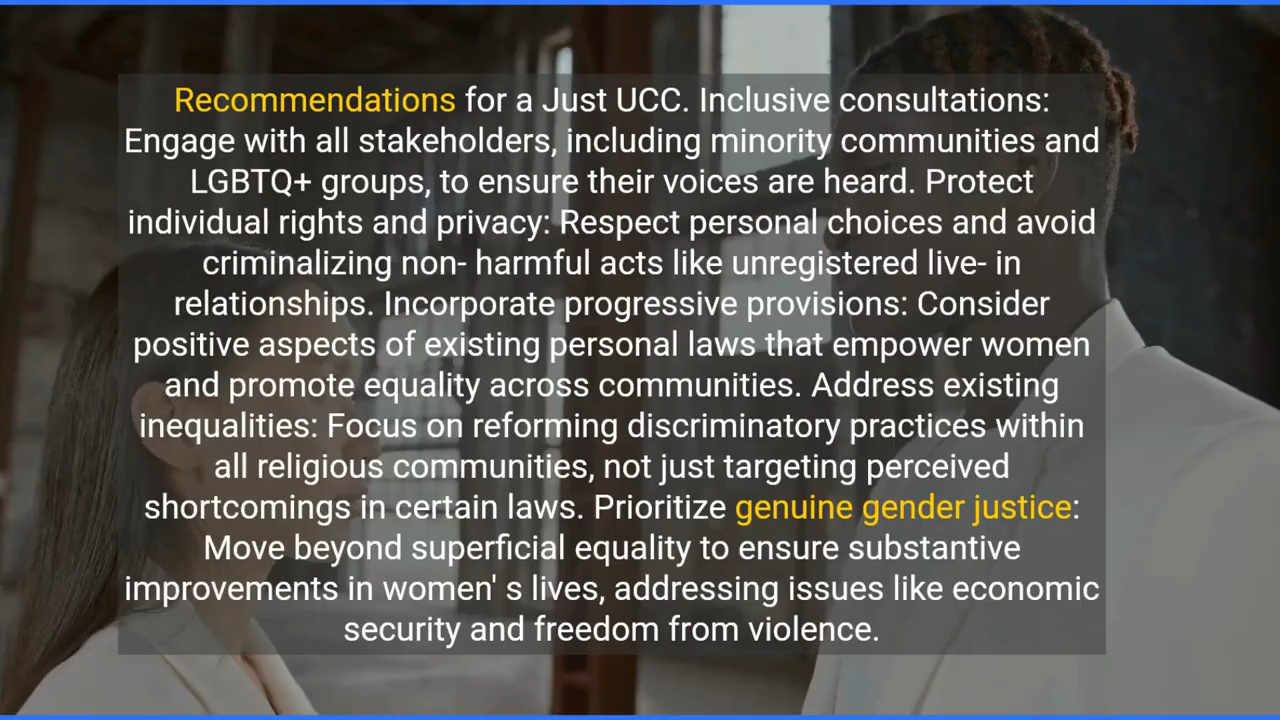 Recommendations for a Just UCC. Inclusive consultations:
Engage with all stakeholders, including minority communities and
LGBTQ+ groups, to ensure their voices are heard. Protect
individual rights and privacy: Respect personal choices and avoid
criminalizing non- harmful acts like unregistered live- in
relationships. Incorporate progressive provisions: Consider
positive aspects of existing personal laws that empower women
and promote equality across communities. Address existing
inequalities: Focus on reforming discriminatory practices within
all religious communities, not just targeting perceived
shortcomings in certain laws. Prioritize genuine gender justice:
Move beyond superficial equality to ensure substantive
improvements in women' s lives, addressing issues like economic
security and freedom from violence.